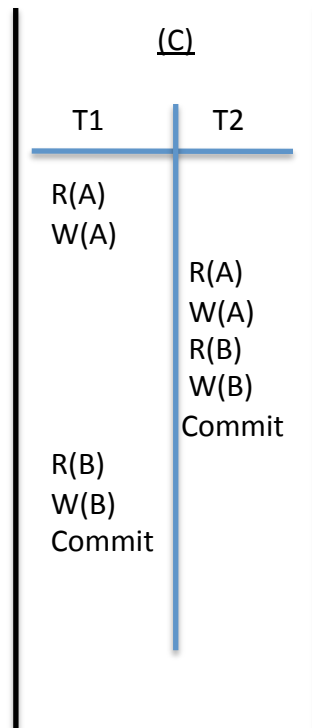 (C)
T1 T2
R(A)
W(A)
R(A)
W(A)
R(B)
W(B)
Commit
R(B)
W(B)
Commit